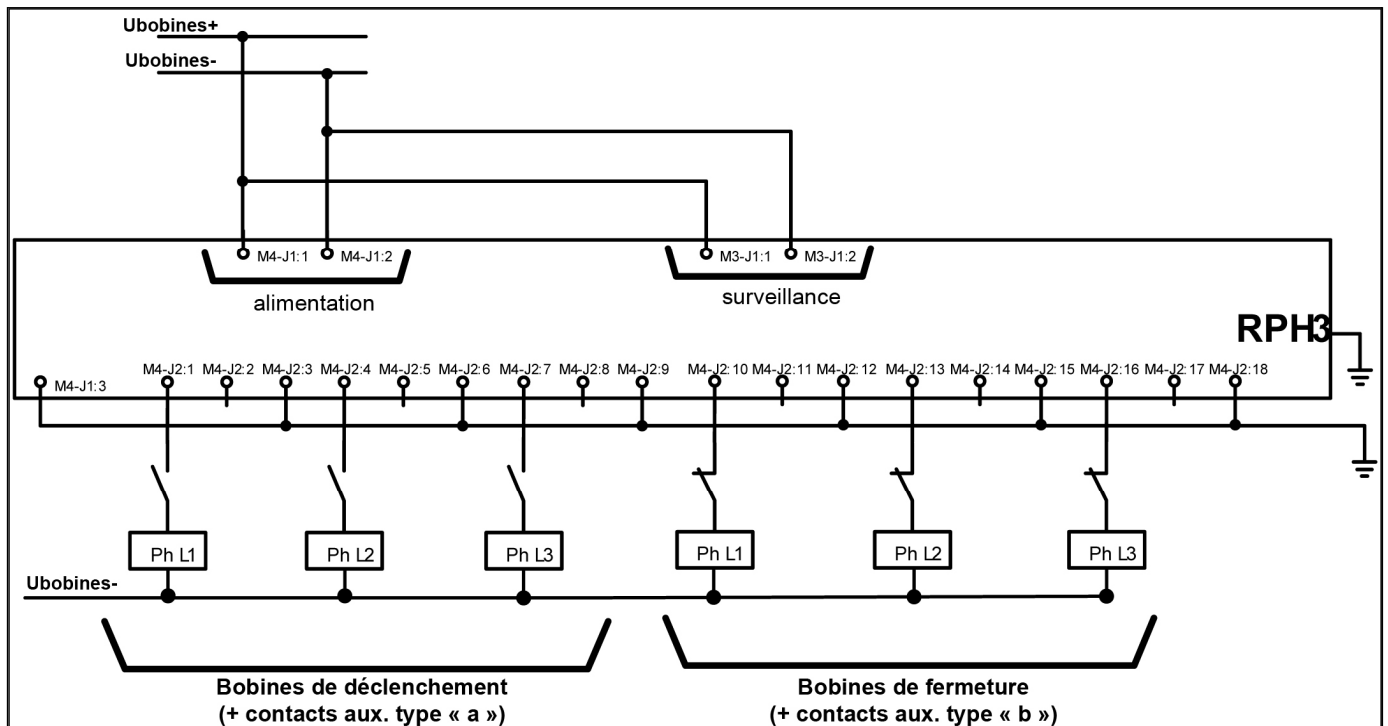 Ubobines+
Ubobines-
M4-J1:1 M4-J1:2 M3-J1:1 M3-J1:2
alimentation surveillance
RPH3
M4-J1:3 M4-J2:1 M4-J2:2 M4-J2:3 M4-J2:4 M4-J2:5 M4-J2:6 M4-J2:7 M4-J2:8 M4-J2:9 M4-J2:10 M4-J2:11 M4-J2:12 M4-J2:13 M4-J2:14 M4-J2:15 M4-J2:16 M4-J2:17 M4-J2:18
Ph L1 Ph L2 Ph L3 Ph L1 Ph L2 Ph L3
Ubobines-
Bobines de déclenchement
(+ contacts aux. type « a »)
Bobines de fermeture
(+ contacts aux. type « b »)